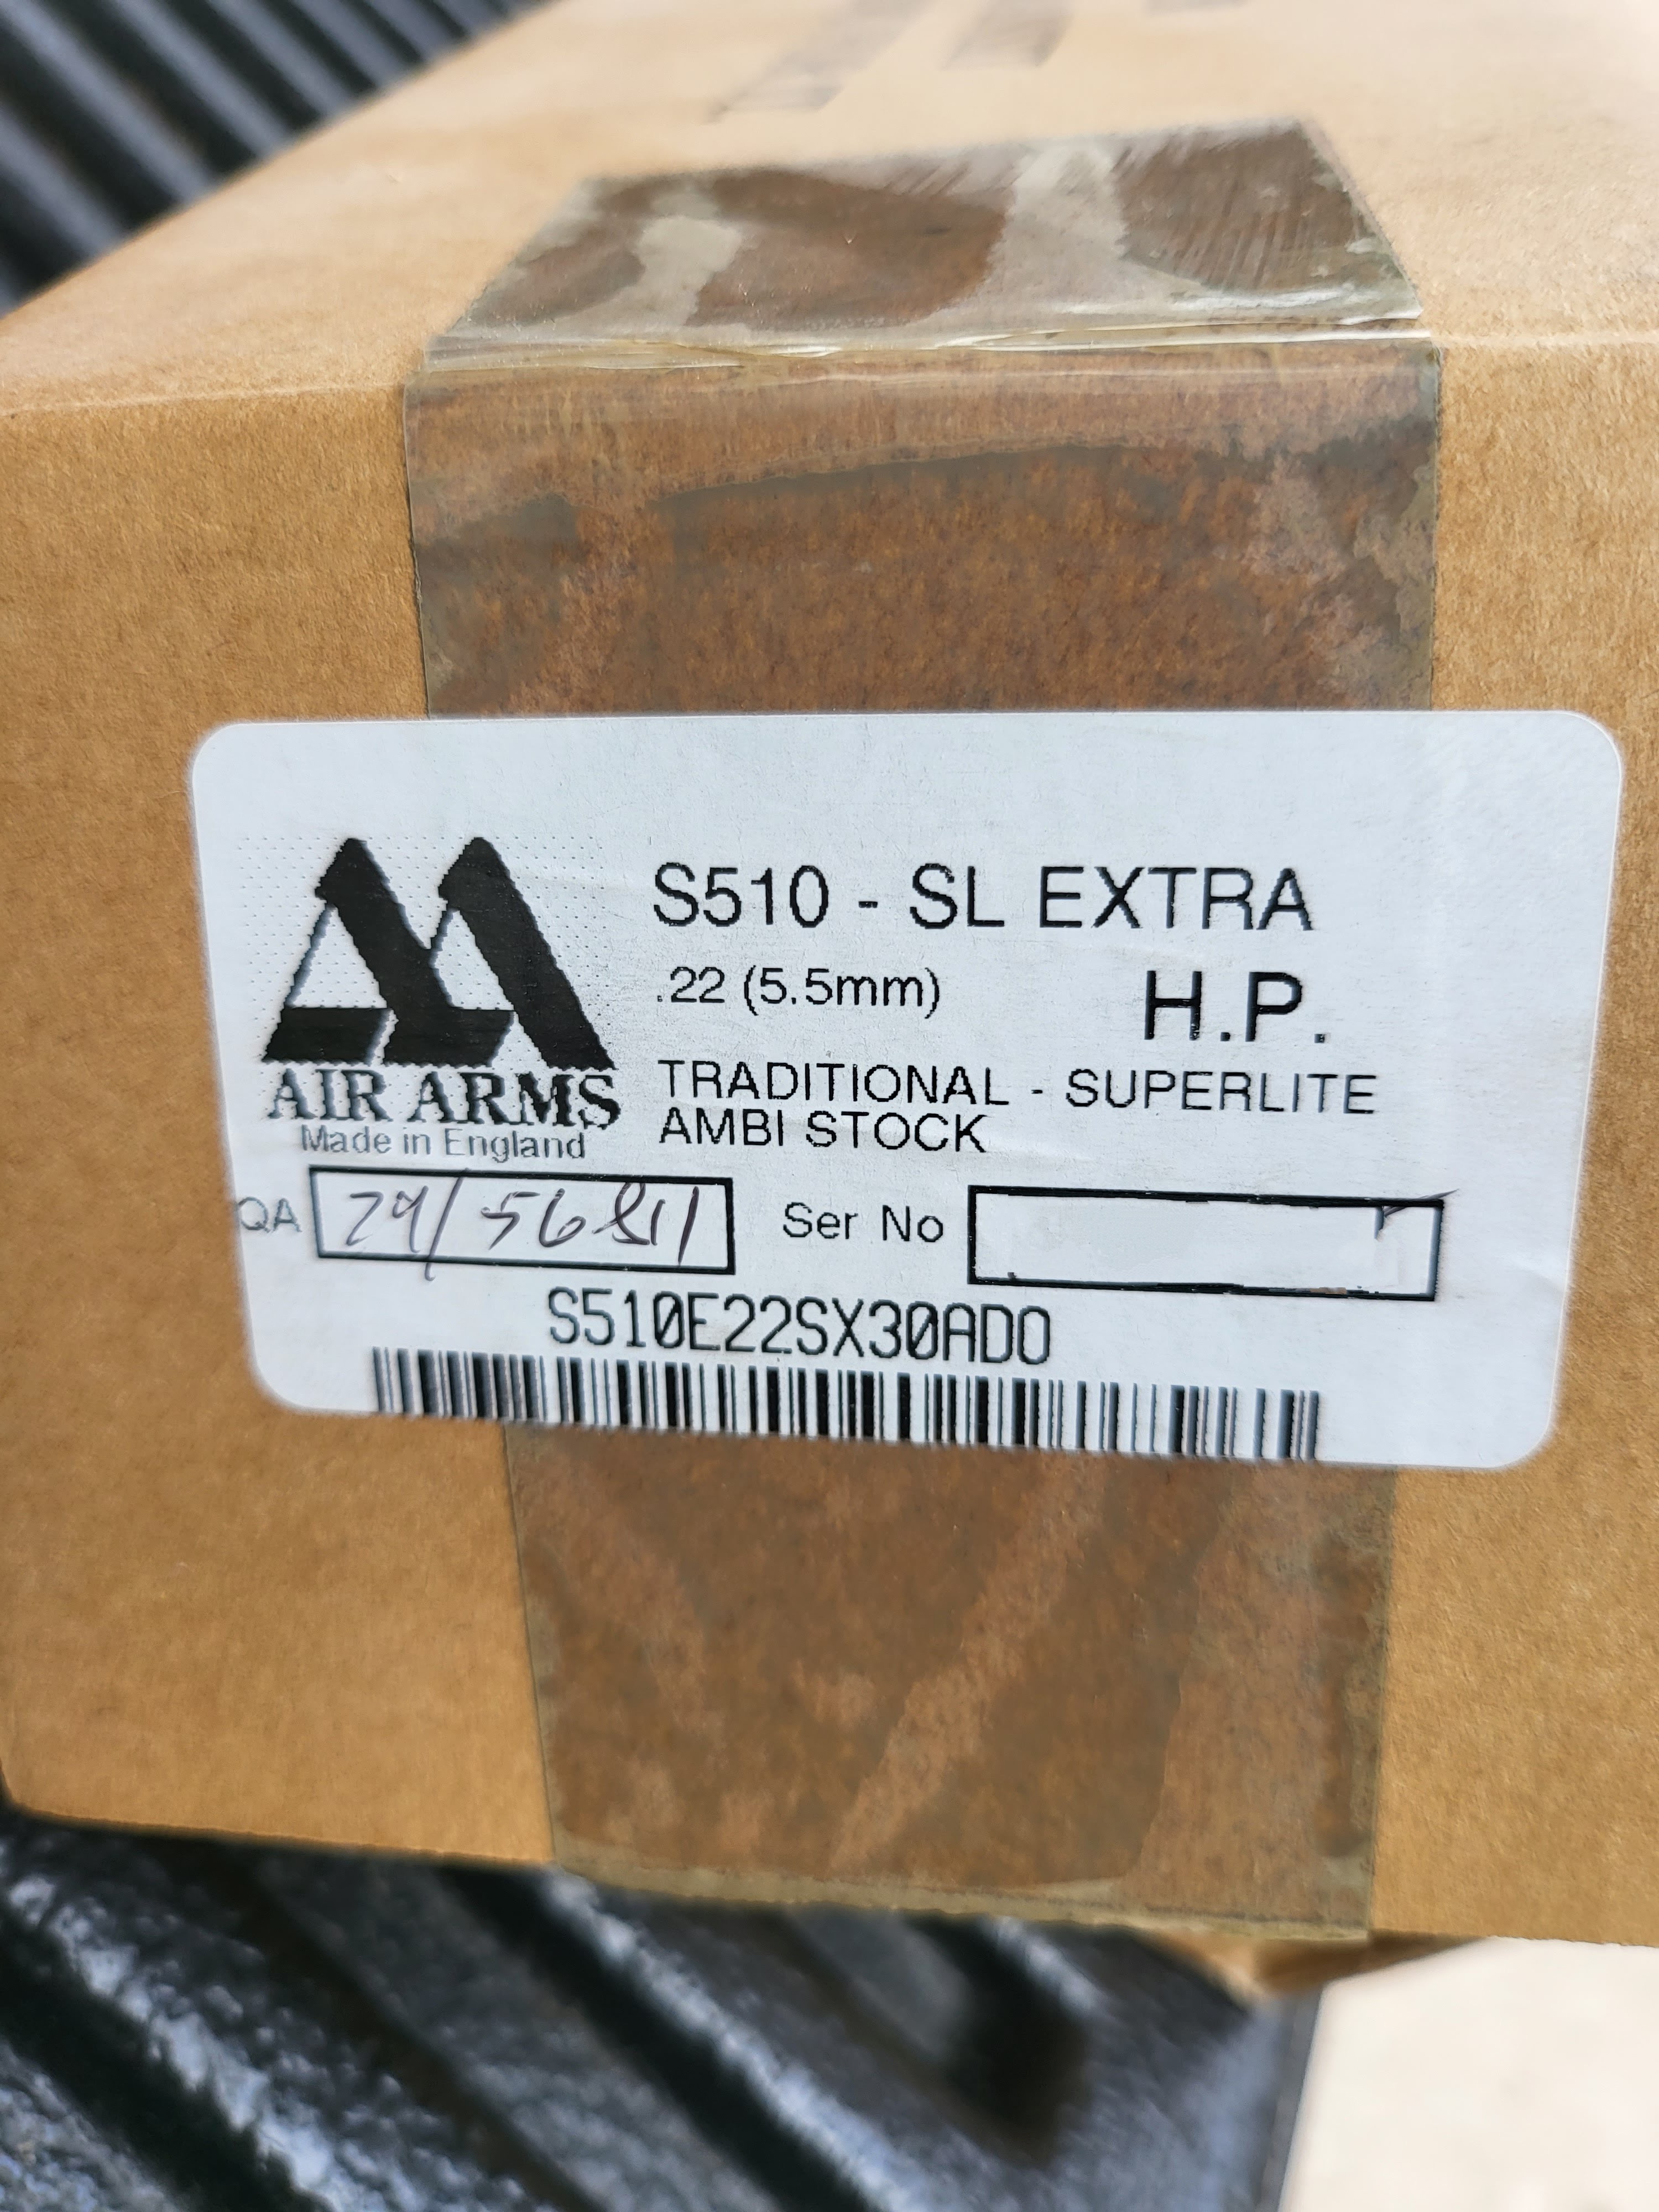 S510 - SL EXTRA
.22 (5.5mm) H.P.
TRADITIONAL - SUPERLITE
AMBI STOCK
AIR ARMS
Made in England
QA
Ser No
S510E22SX30AD0